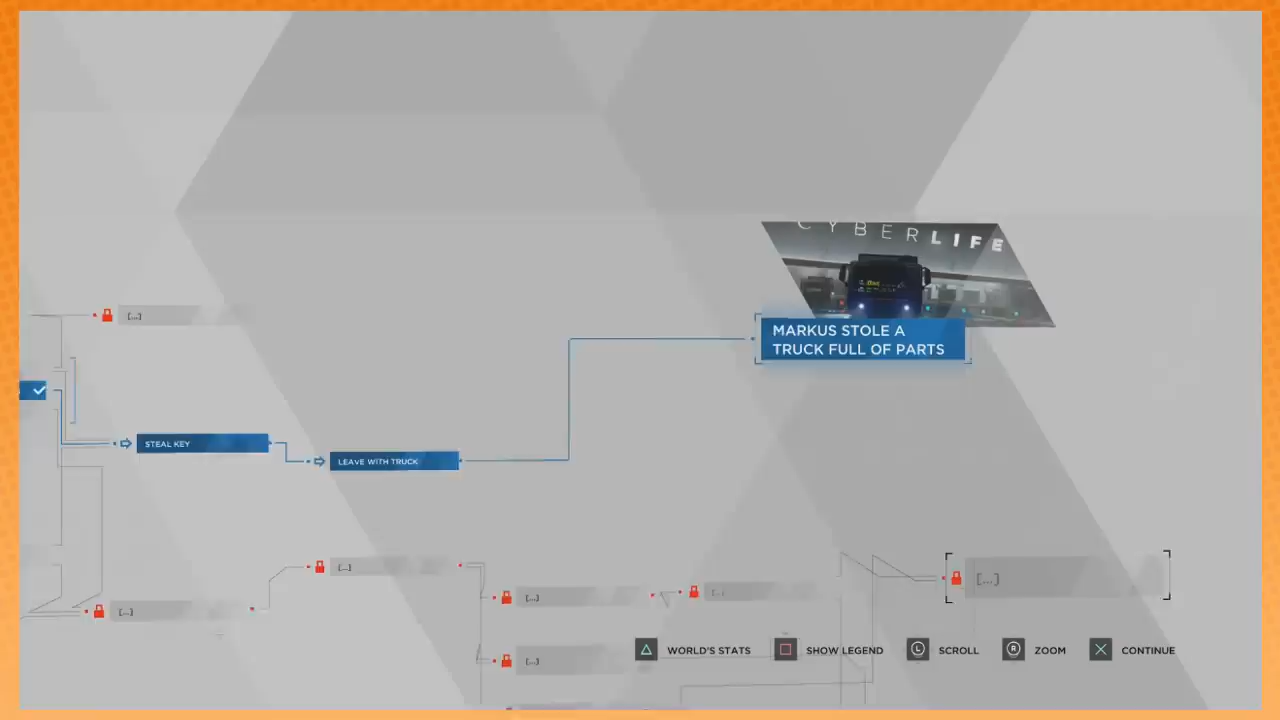 CYBERLIFE
MARKUS STOLE A
TRUCK FULL OF PARTS
[...]
STEAL KEY
LEAVE WITH TRUCK
[...]
[...]
[...]
[...]
[...]
[...]
WORLD'S STATS
SHOW LEGEND
L
SCROLL
R
ZOOM
CONTINUE